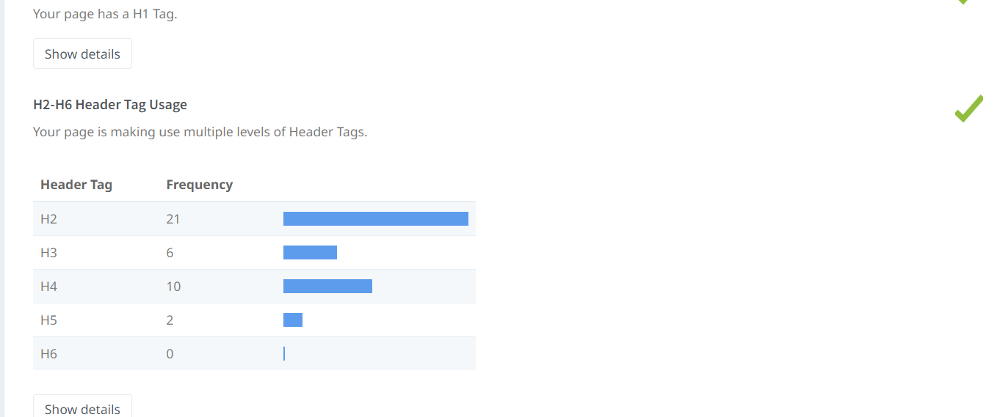 Your page has a H1 Tag.
Show details
H2-H6 Header Tag Usage
Your page is making use multiple levels of Header Tags.
Header Tag Frequency
H2 21
H3 6
H4 10
H5 2
H6 0
Show details